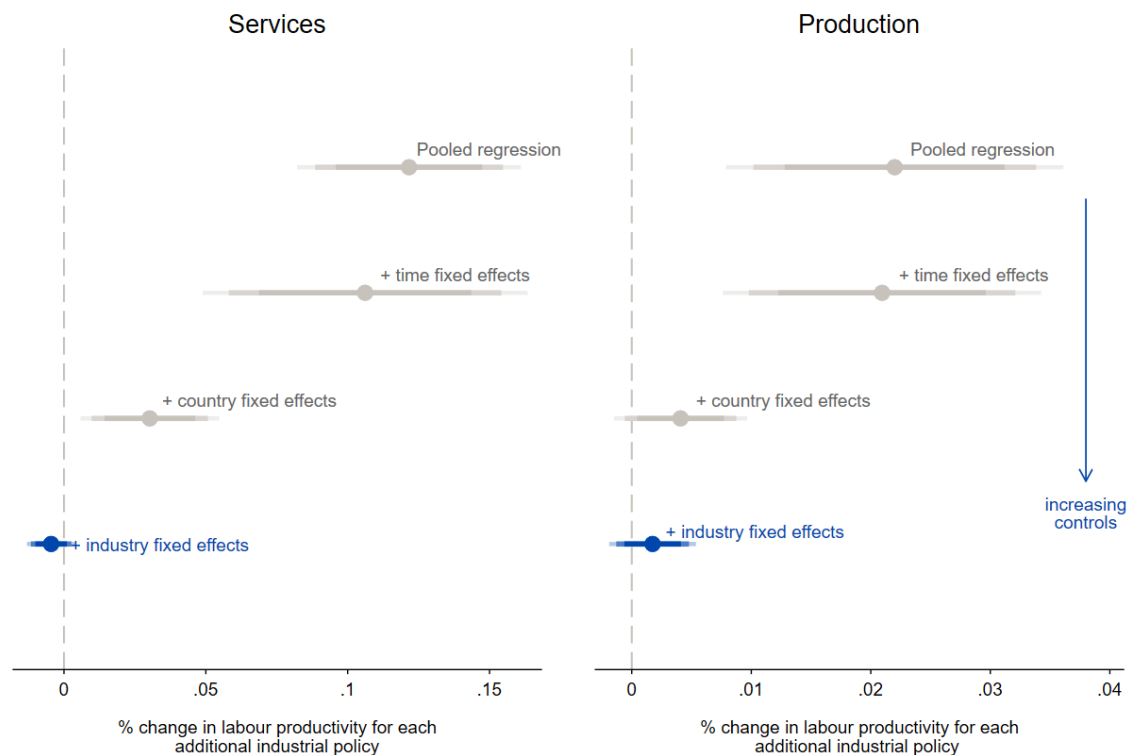 Services
Pooled regression
+ time fixed effects
+ country fixed effects
+ industry fixed effects
0
.05
.1
.15
% change in labour productivity for each
additional industrial policy
Production
Pooled regression
+ time fixed effects
+ country fixed effects
+ industry fixed effects
increasing
controls
0
.01
.02
.03
.04
% change in labour productivity for each
additional industrial policy